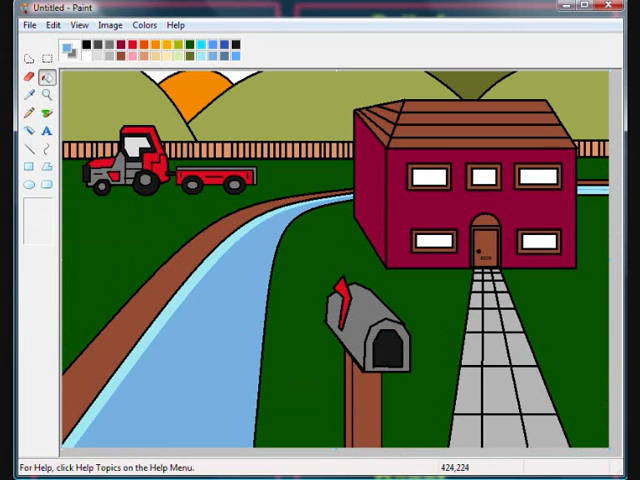 Untitled - Paint
File Edit View Image Colors Help
A
For Help, click Help Topics on the Help Menu.
424,224